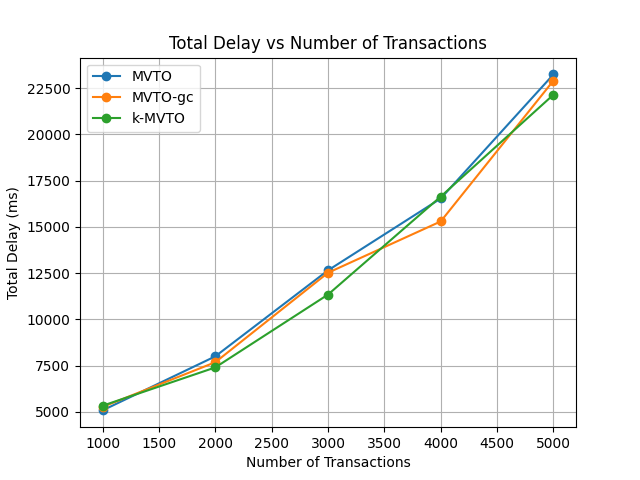 Total Delay vs Number of Transactions
MVTO
MVTO-gc
k-MVTO
22500
20000
17500
15000
12500
10000
7500
5000
Total Delay (ms)
1000 1500 2000 2500 3000 3500 4000 4500 5000
Number of Transactions